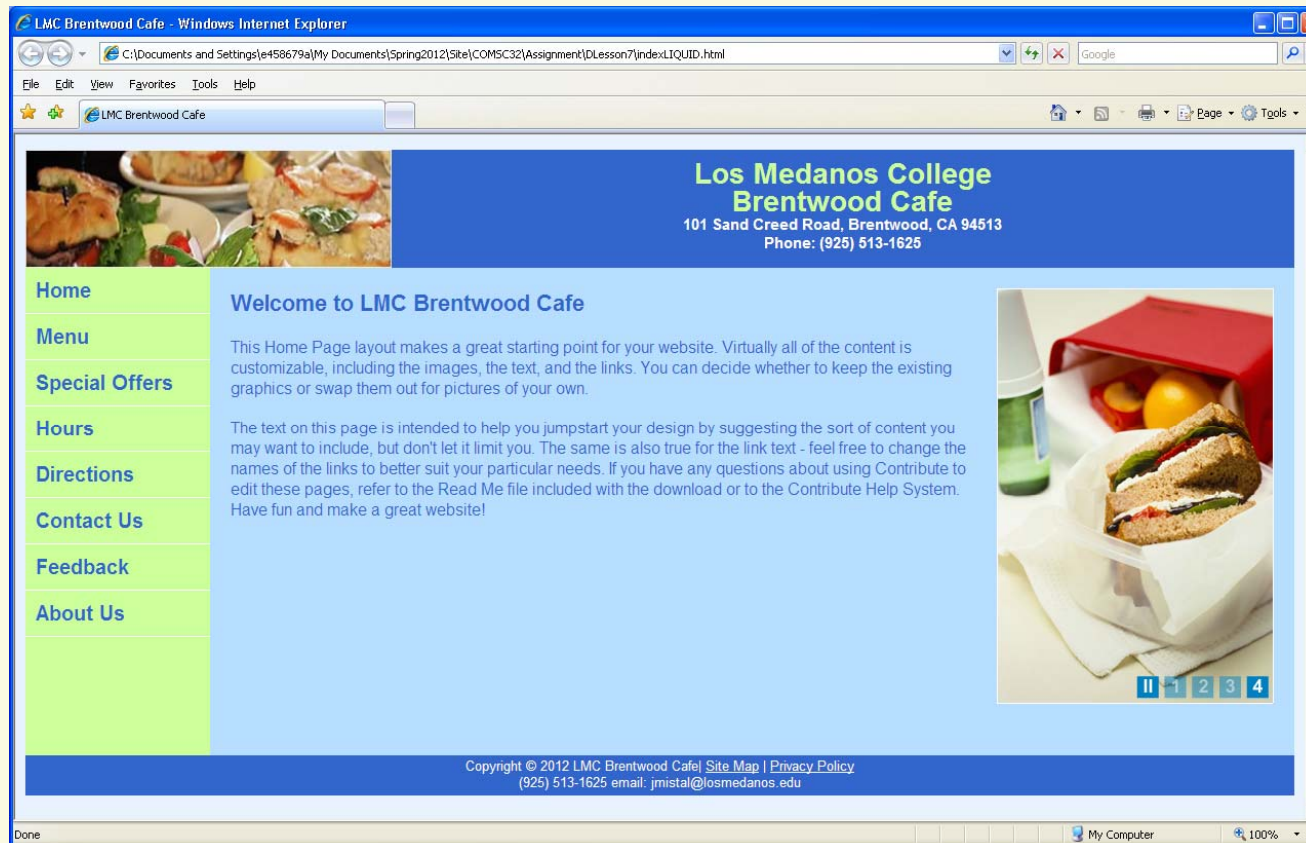 LMC Brentwood Cafe - Windows Internet Explorer
C:\Documents and Settings\e458679a\My Documents\Spring2012\Site\COMSC32\Assignment\DLesson7\indexLIQUID.html
Google
File Edit View Favorites Tools Help
LMC Brentwood Cafe
Page Tools
Los Medanos College
Brentwood Cafe
101 Sand Creed Road, Brentwood, CA 94513
Phone: (925) 513-1625
Home
Menu
Special Offers
Hours
Directions
Contact Us
Feedback
About Us
Welcome to LMC Brentwood Cafe
This Home Page layout makes a great starting point for your website. Virtually all of the content is
customizable, including the images, the text, and the links. You can decide whether to keep the existing
graphics or swap them out for pictures of your own.
The text on this page is intended to help you jumpstart your design by suggesting the sort of content you
may want to include, but don't let it limit you. The same is also true for the link text - feel free to change the
names of the links to better suit your particular needs. If you have any questions about using Contribute to
edit these pages, refer to the Read Me file included with the download or to the Contribute Help System.
Have fun and make a great website!
1 2 3 4
Copyright © 2012 LMC Brentwood Cafe| Site Map | Privacy Policy
(925) 513-1625 email: jmistal@losmedanos.edu
Done
My Computer
100%